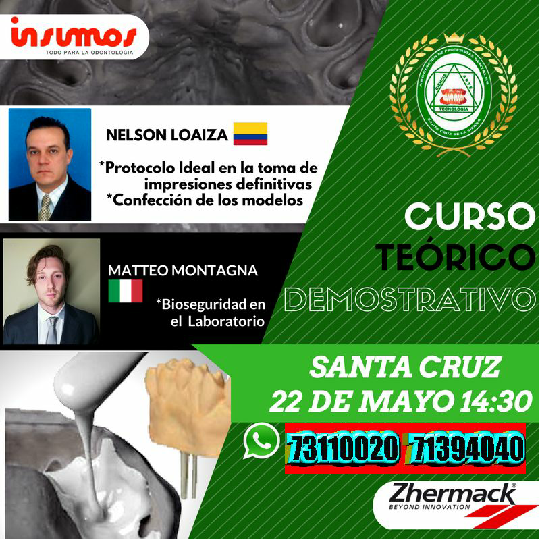 insumos
TODO PARA LA ODONTOLOGIA
TECNOLOGIA
NELSON LOAIZA
*Protocolo Ideal en la toma de
impresiones definitivas
*Confección de los modelos
CURSO
TEÓRICO
DEMOSTRATIVO
MATTEO MONTAGNA
*Bioseguridad en
el Laboratorio
SANTA CRUZ
22 DE MAYO 14:30
73110020 71394040
Zhermack
BEYOND INNOVATION